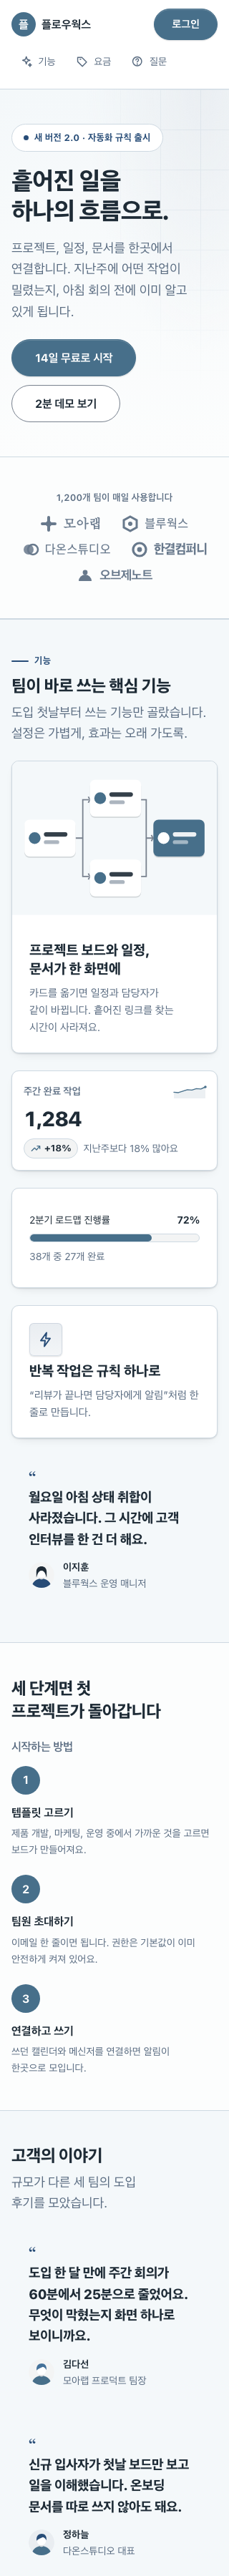 플 플로우웍스
로그인
기능 요금 질문
새 버전 2.0 · 자동화 규칙 출시
흩어진 일을
하나의 흐름으로.
프로젝트, 일정, 문서를 한곳에서
연결합니다. 지난주에 어떤 작업이
밀렸는지, 아침 회의 전에 이미 알고
있게 됩니다.
14일 무료로 시작
2분 데모 보기
1,200개 팀이 매일 사용합니다
모아랩 블루웍스
다온스튜디오 한결컴퍼니
오브제노트
기능
팀이 바로 쓰는 핵심 기능
도입 첫날부터 쓰는 기능만 골랐습니다.
설정은 가볍게, 효과는 오래 가도록.
프로젝트 보드와 일정,
문서가 한 화면에
카드를 옮기면 일정과 담당자가
같이 바뀝니다. 흩어진 링크를 찾는
시간이 사라져요.
주간 완료 작업
1,284
+18% 지난주보다 18% 많아요
2분기 로드맵 진행률 72%
38개 중 27개 완료
반복 작업은 규칙 하나로
“리뷰가 끝나면 담당자에게 알림”처럼 한
줄로 만듭니다.
“
월요일 아침 상태 취합이
사라졌습니다. 그 시간에 고객
인터뷰를 한 건 더 해요.
이지훈
블루웍스 운영 매니저
세 단계면 첫
프로젝트가 돌아갑니다
시작하는 방법
1
템플릿 고르기
제품 개발, 마케팅, 운영 중에서 가까운 것을 고르면
보드가 만들어져요.
2
팀원 초대하기
이메일 한 줄이면 됩니다. 권한은 기본값이 이미
안전하게 켜져 있어요.
3
연결하고 쓰기
쓰던 캘린더와 메신저를 연결하면 알림이
한곳으로 모입니다.
고객의 이야기
규모가 다른 세 팀의 도입
후기를 모았습니다.
“
도입 한 달 만에 주간 회의가
60분에서 25분으로 줄었어요.
무엇이 막혔는지 화면 하나로
보이니까요.
김다선
모아랩 프로덕트 팀장
“
신규 입사자가 첫날 보드만 보고
일을 이해했습니다. 온보딩
문서를 따로 쓰지 않아도 돼요.
정하늘
다온스튜디오 대표